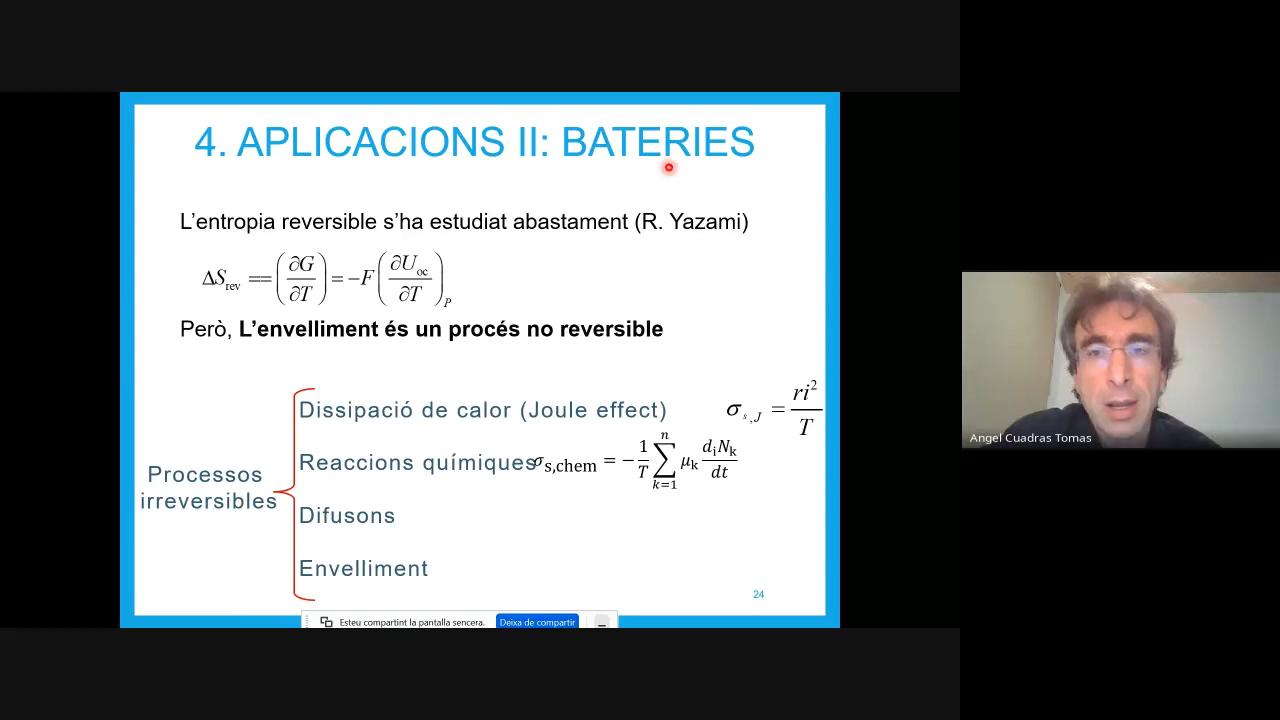 4. APLICACIONS II: BATERIES
L'entropia reversible s'ha estudiat abastament (R. Yazami)
ΔS_rev == (∂G/∂T) = −F (∂U_oc/∂T)_P
Però, L'envelliment és un procés no reversible
Processos
irreversibles
Dissipació de calor (Joule effect)
σ_s,J = ri²/T
Reaccions químiques
σ_s,chem = −1/T ∑_{k=1}^{n} μ_k d_iN_k/dt
Difusons
Envelliment
24
Esteu compartint la pantalla sencera.
Deixa de compartir
Angel Cuadras Tomas